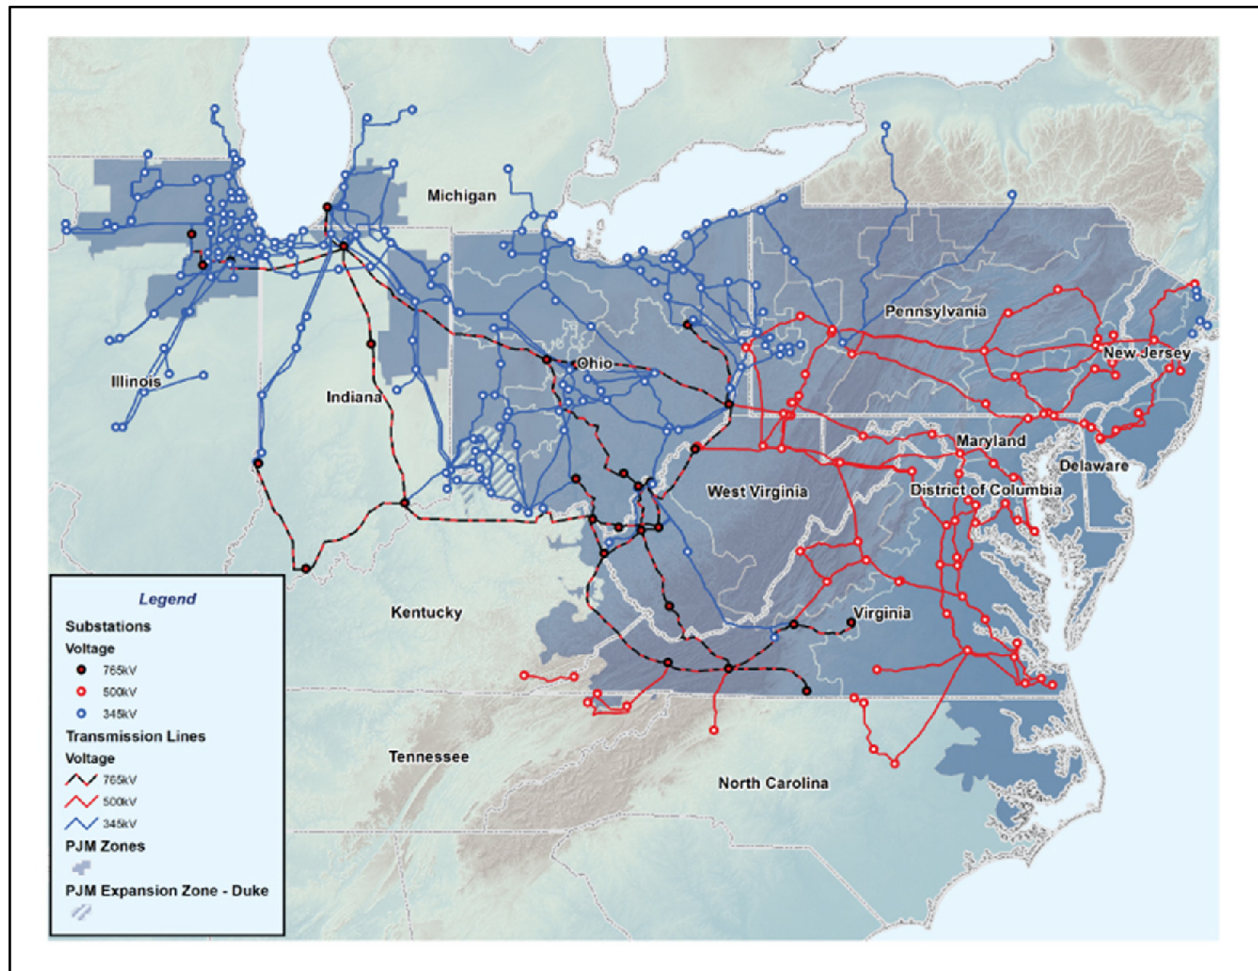 Michigan
Pennsylvania
New Jersey
Ohio
Illinois
Indiana
Maryland
Delaware
West Virginia
District of Columbia
Kentucky
Virginia
Tennessee
North Carolina
Legend
Substations
Voltage
765kV
500kV
345kV
Transmission Lines
Voltage
765kV
500kV
345kV
PJM Zones
PJM Expansion Zone - Duke